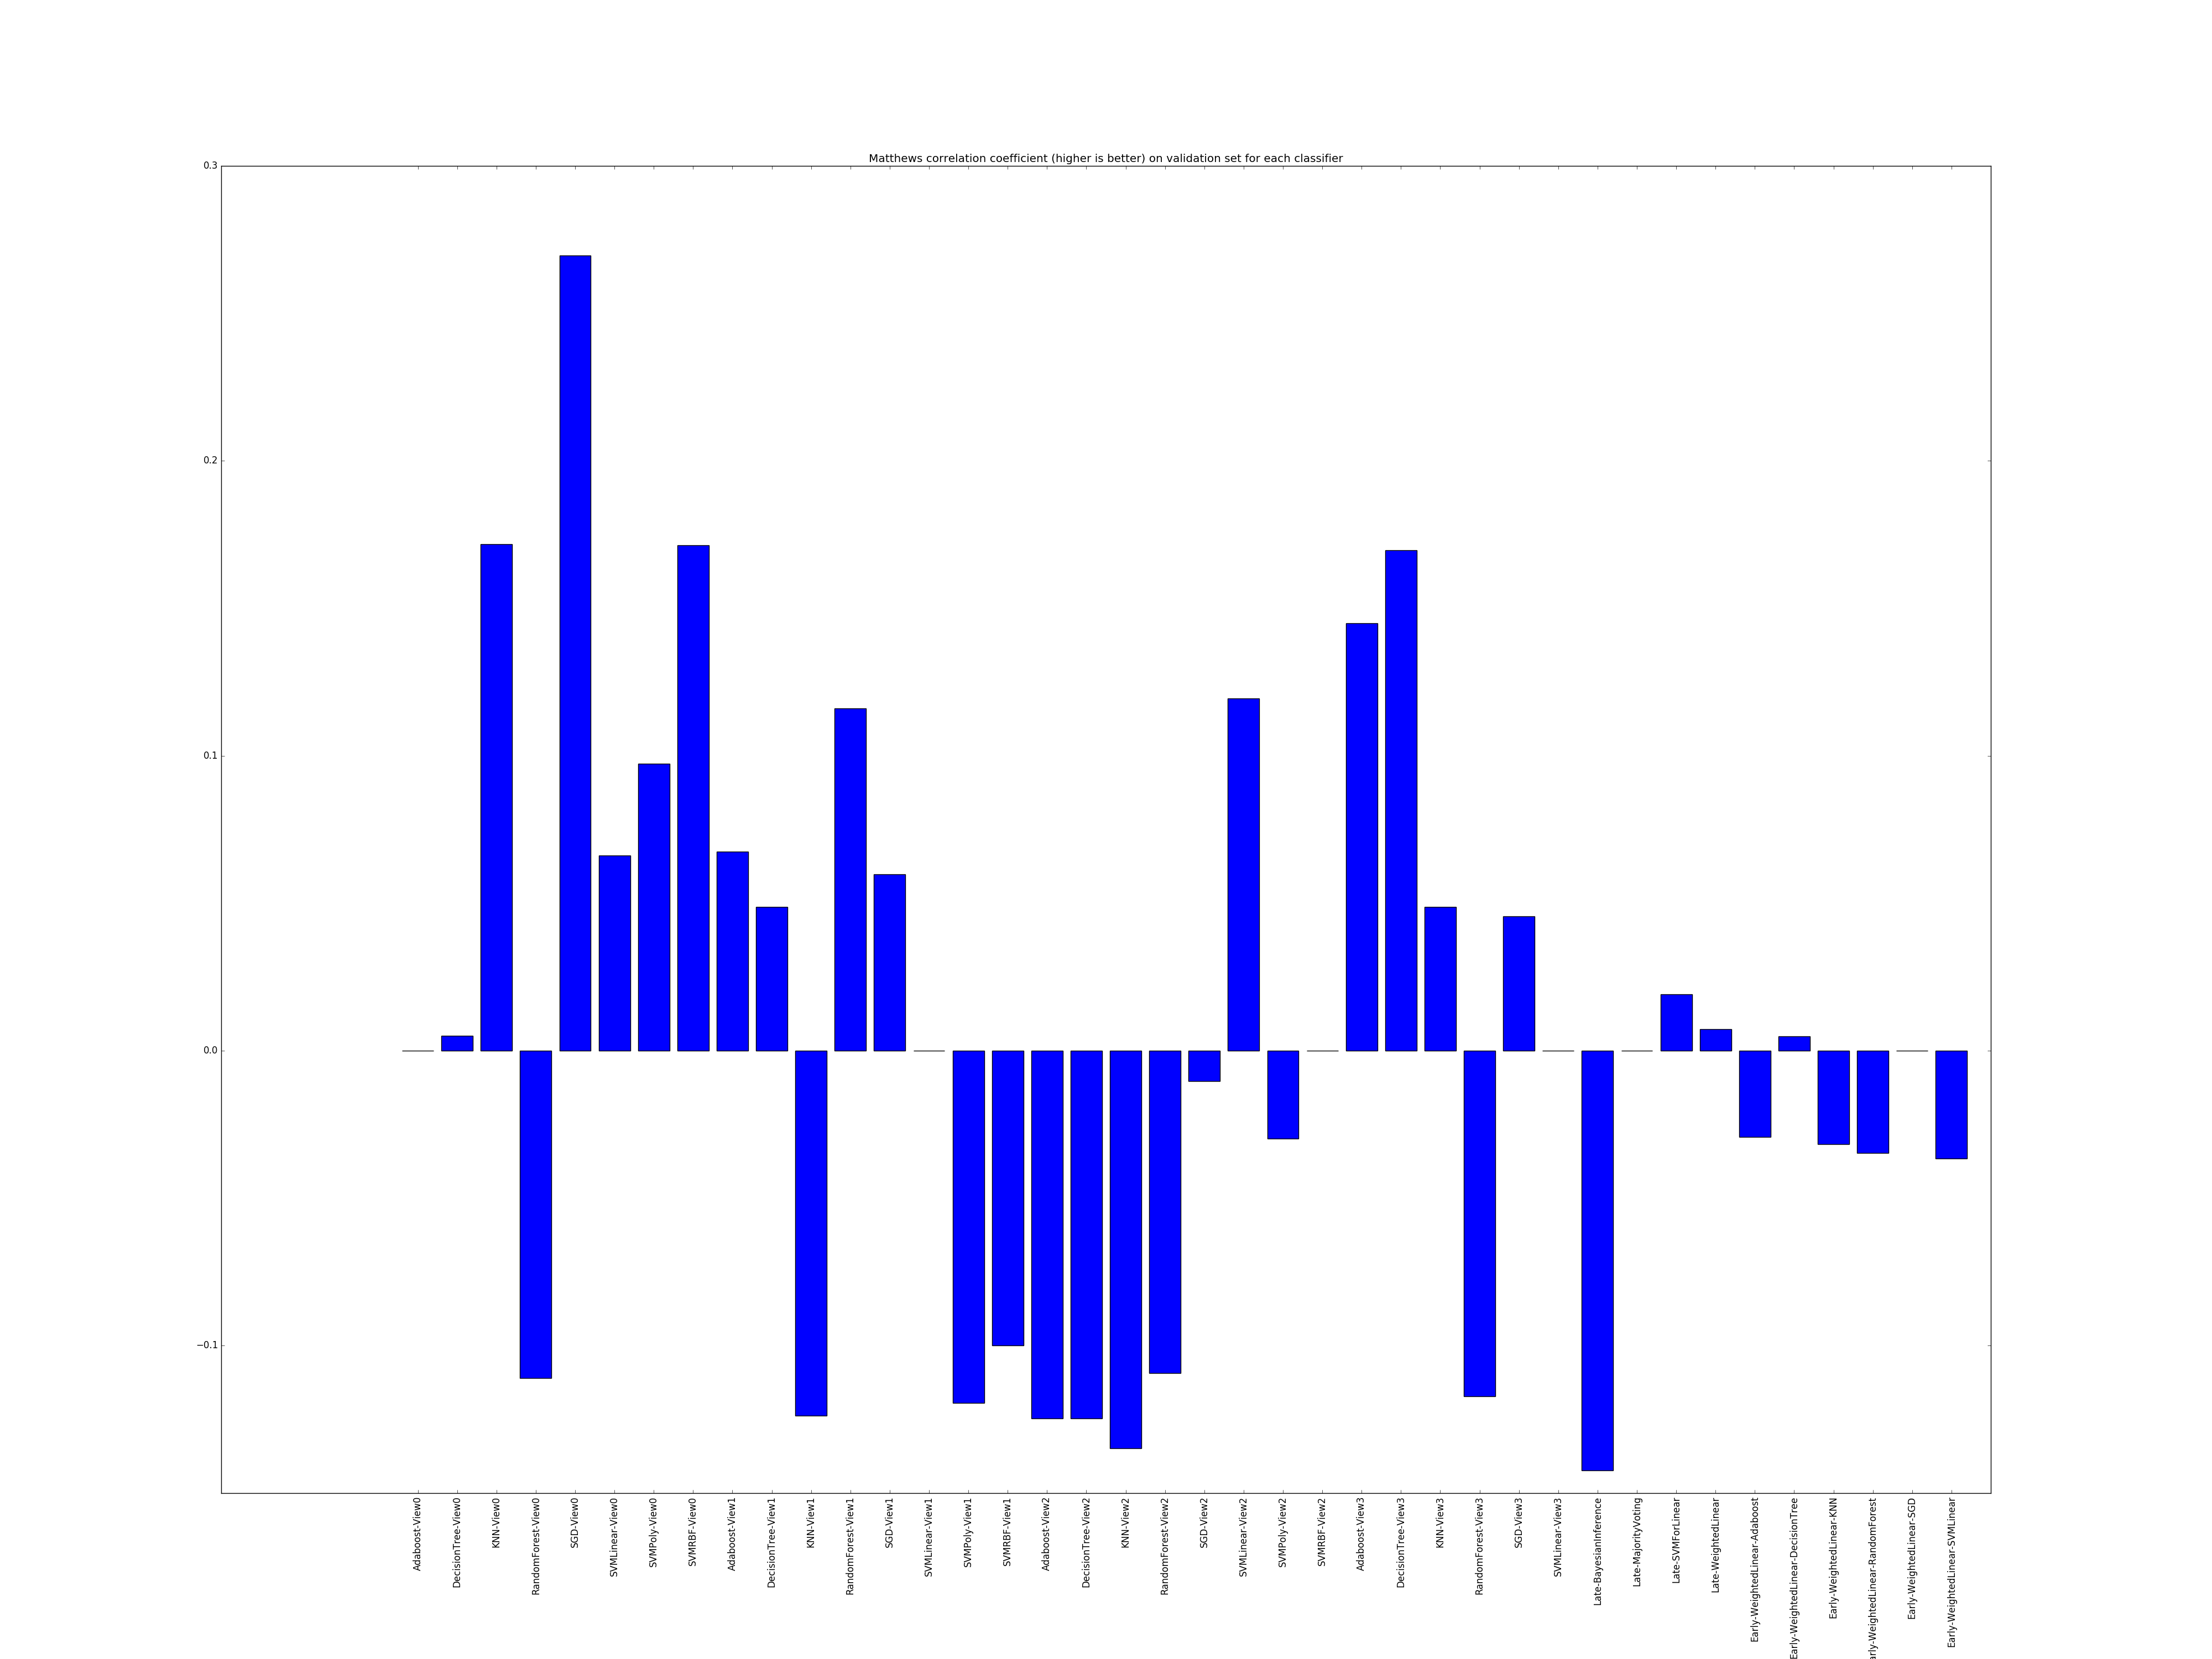 Matthews correlation coefficient (higher is better) on validation set for each classifier
0.3
0.2
0.1
0.0
−0.1
Adaboost-View0
DecisionTree-View0
KNN-View0
RandomForest-View0
SGD-View0
SVMLinear-View0
SVMPoly-View0
SVMRBF-View0
Adaboost-View1
DecisionTree-View1
KNN-View1
RandomForest-View1
SGD-View1
SVMLinear-View1
SVMPoly-View1
SVMRBF-View1
Adaboost-View2
DecisionTree-View2
KNN-View2
RandomForest-View2
SGD-View2
SVMLinear-View2
SVMPoly-View2
SVMRBF-View2
Adaboost-View3
DecisionTree-View3
KNN-View3
RandomForest-View3
SGD-View3
SVMLinear-View3
Late-BayesianInference
Late-MajorityVoting
Late-SVMForLinear
Late-WeightedLinear
Early-WeightedLinear-Adaboost
Early-WeightedLinear-DecisionTree
Early-WeightedLinear-KNN
arly-WeightedLinear-RandomForest
Early-WeightedLinear-SGD
Early-WeightedLinear-SVMLinear